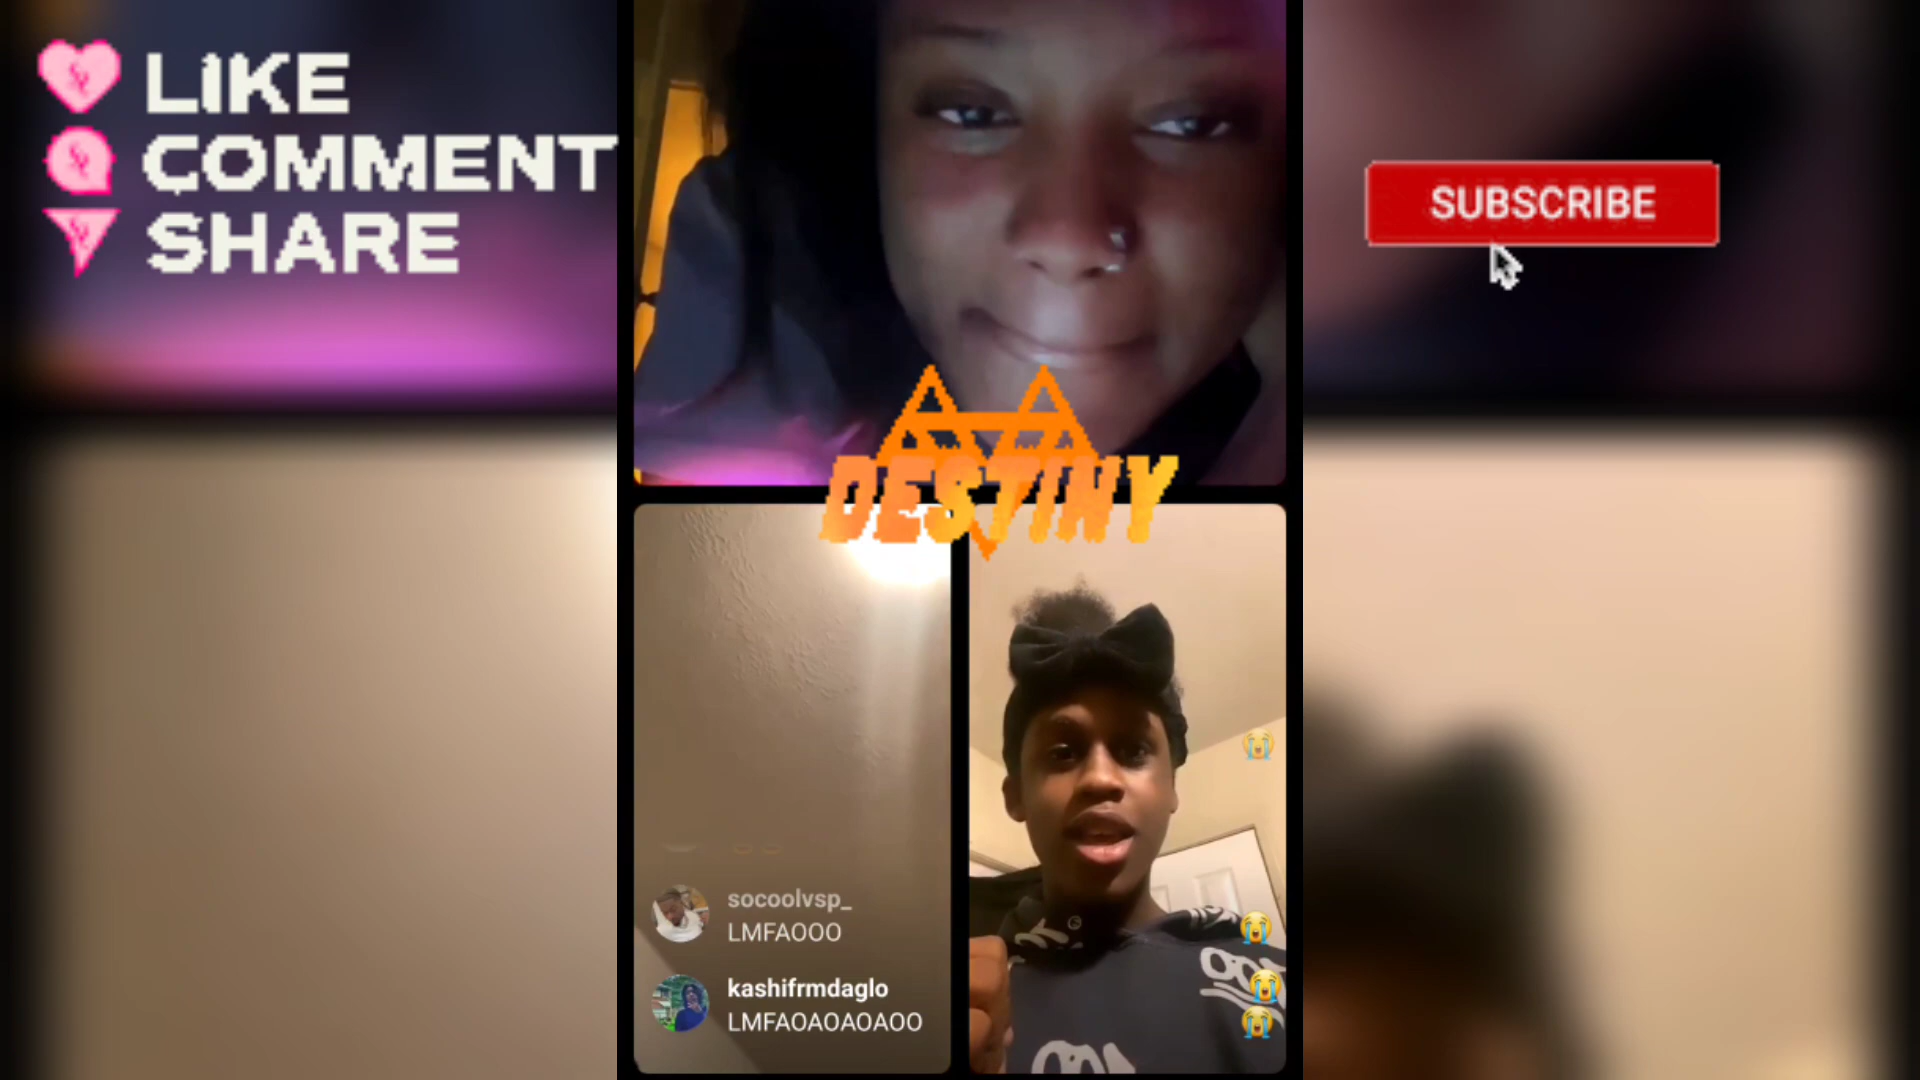 LIKE
COMMENT
SHARE
SUBSCRIBE
DESTINY
socoolvsp_
LMFAOOO
kashifrmdaglo
LMFAOAOAOAOO